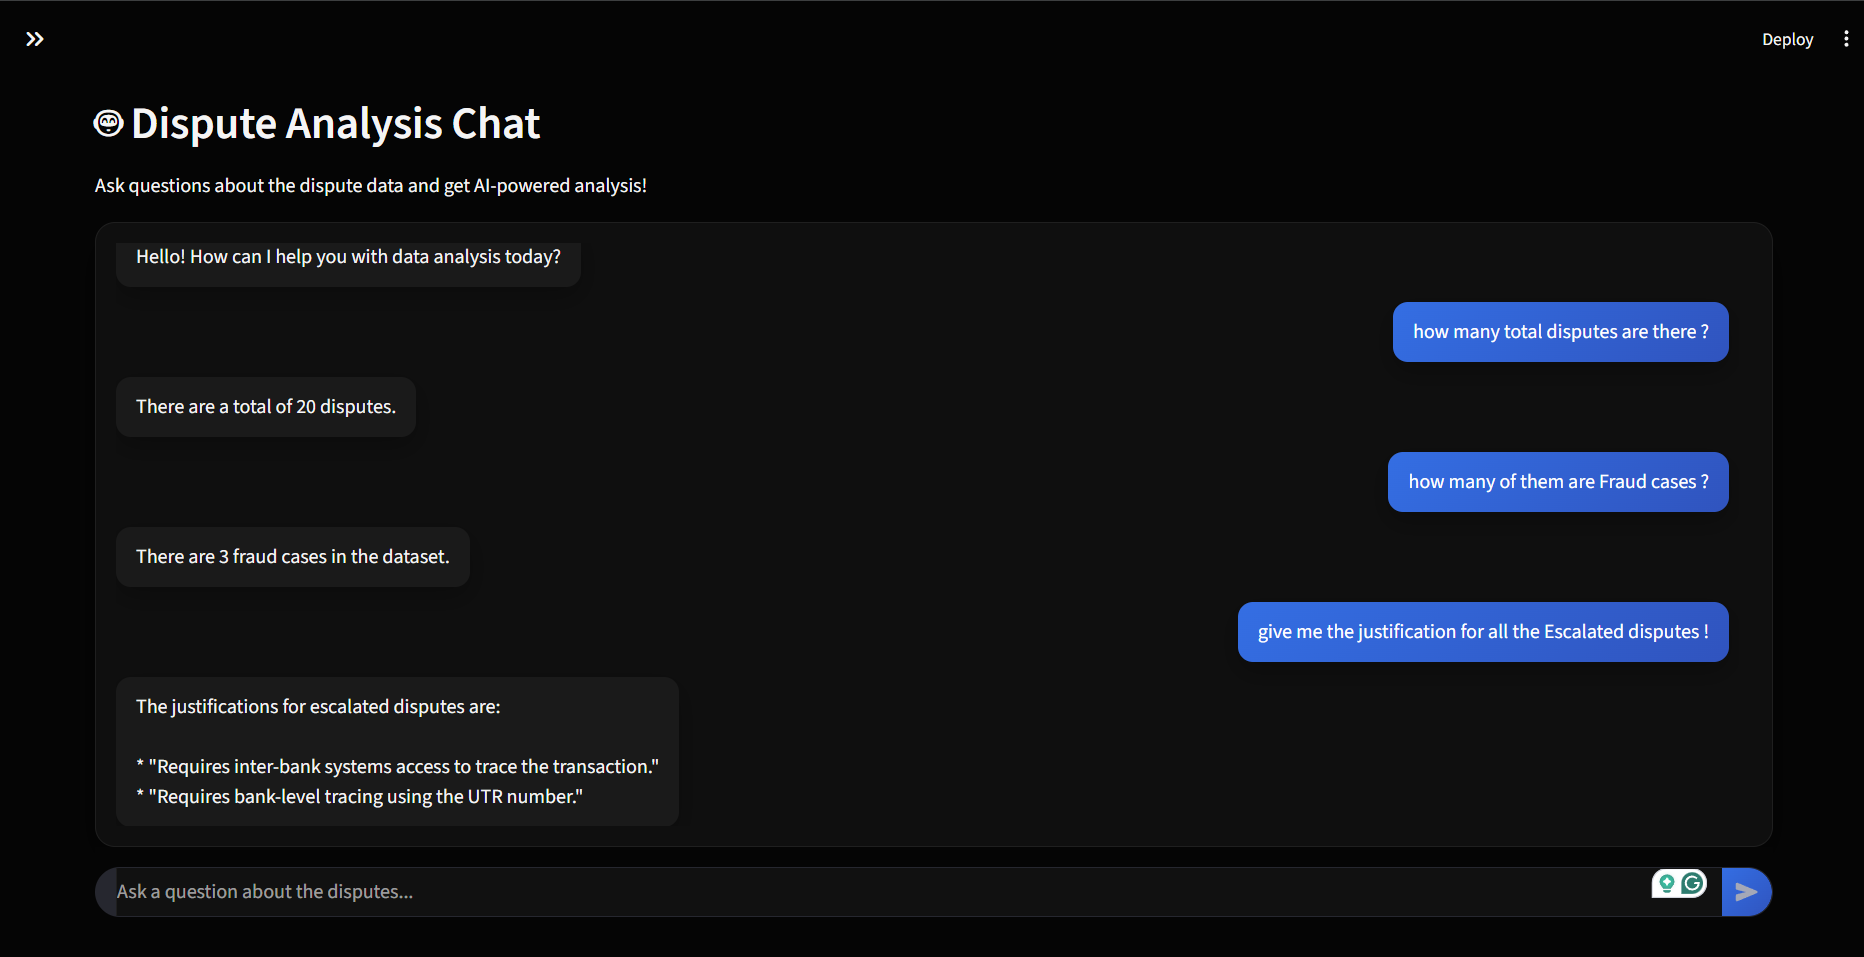 Deploy
Dispute Analysis Chat
Ask questions about the dispute data and get AI-powered analysis!
Hello! How can I help you with data analysis today?
how many total disputes are there ?
There are a total of 20 disputes.
how many of them are Fraud cases ?
There are 3 fraud cases in the dataset.
give me the justification for all the Escalated disputes !
The justifications for escalated disputes are:
* "Requires inter-bank systems access to trace the transaction."
* "Requires bank-level tracing using the UTR number."
Ask a question about the disputes...